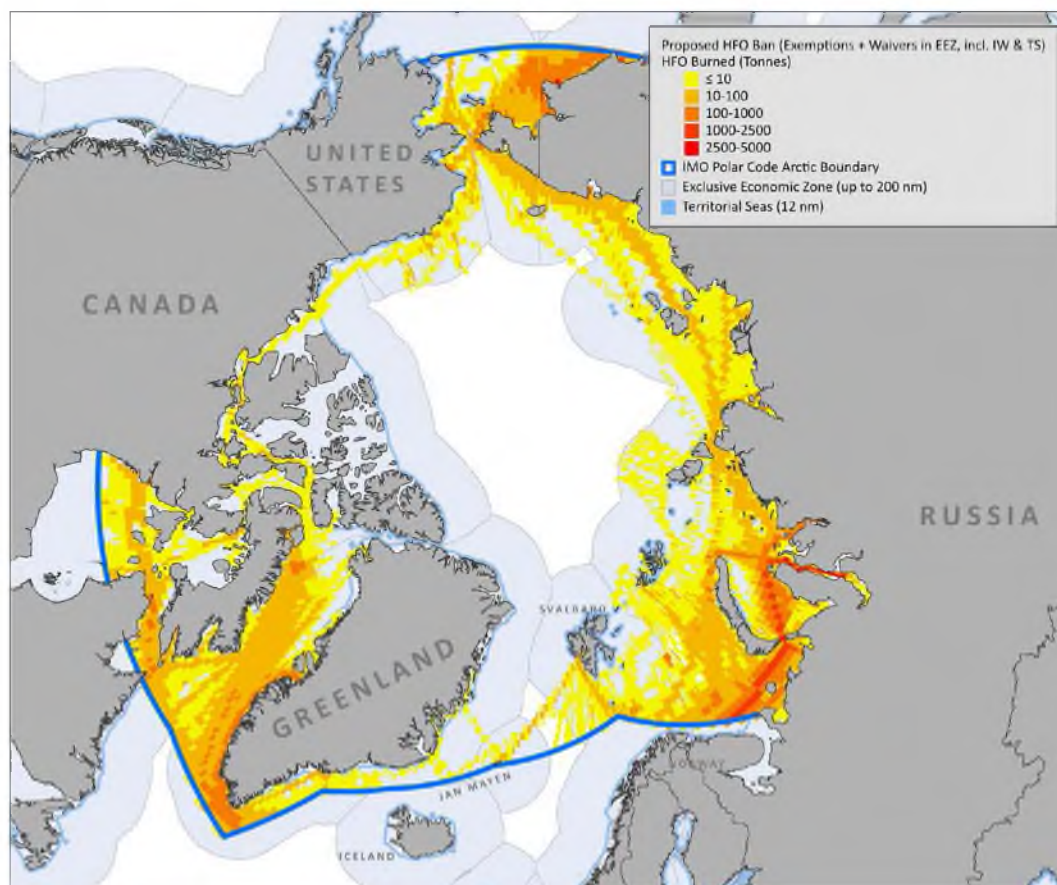 Proposed HFO Ban (Exemptions + Waivers in EEZ, incl. IW & TS)
HFO Burned (Tonnes)
≤ 10
10-100
100-1000
1000-2500
2500-5000
IMO Polar Code Arctic Boundary
Exclusive Economic Zone (up to 200 nm)
Territorial Seas (12 nm)
UNITED
STATES
CANADA
RUSSIA
SVALBARD
GREENLAND
NORWAY
JAN MAYEN
ICELAND